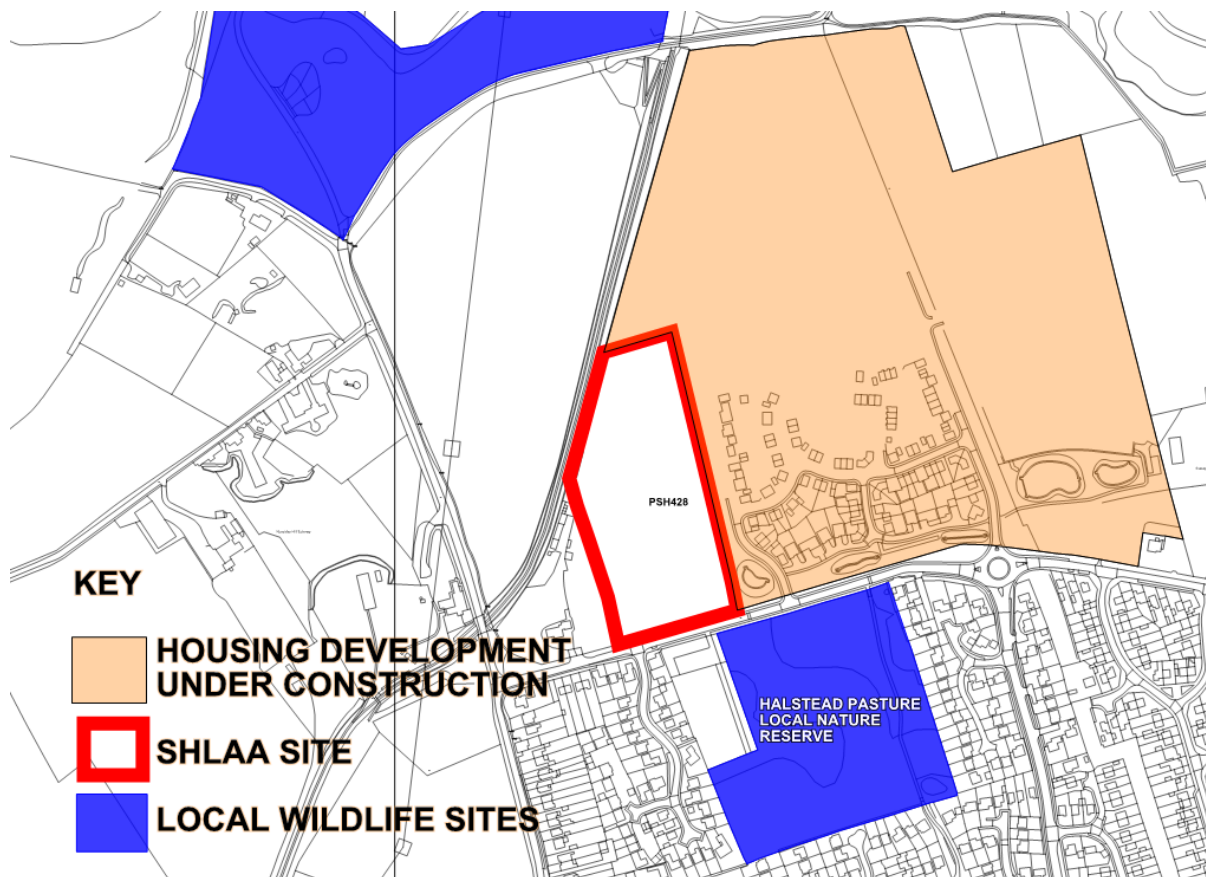 PSH428
KEY
HOUSING DEVELOPMENT
UNDER CONSTRUCTION
SHLAA SITE
LOCAL WILDLIFE SITES
HALSTEAD PASTURE
LOCAL NATURE
RESERVE